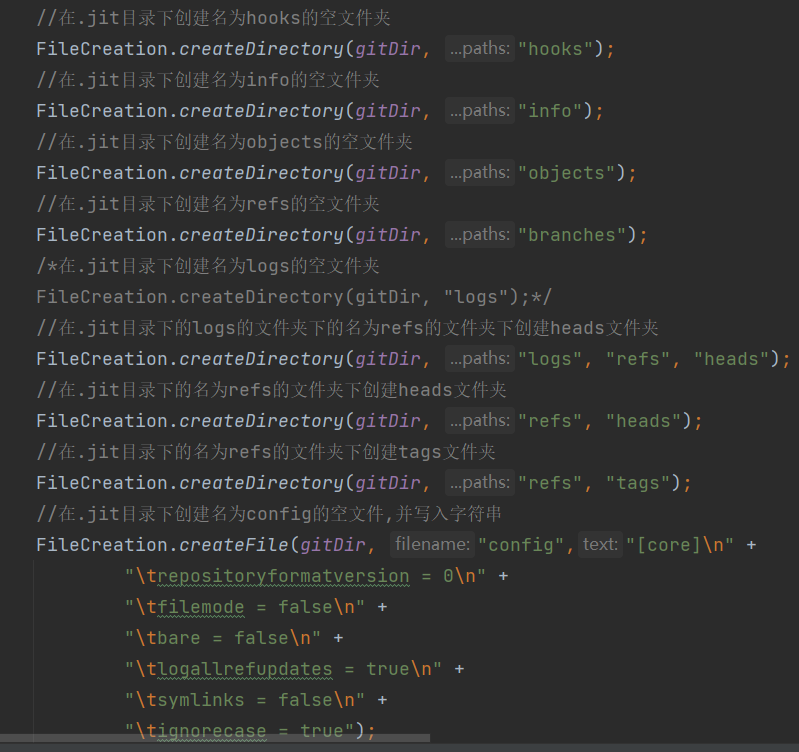 //在.jit目录下创建名为hooks的空文件夹
FileCreation.createDirectory(gitDir, ...paths: "hooks");
//在.jit目录下创建名为info的空文件夹
FileCreation.createDirectory(gitDir, ...paths: "info");
//在.jit目录下创建名为objects的空文件夹
FileCreation.createDirectory(gitDir, ...paths: "objects");
//在.jit目录下创建名为refs的空文件夹
FileCreation.createDirectory(gitDir, ...paths: "branches");
/*在.jit目录下创建名为logs的空文件夹
FileCreation.createDirectory(gitDir, "logs");*/
//在.jit目录下的logs的文件夹下的名为refs的文件夹下创建heads文件夹
FileCreation.createDirectory(gitDir, ...paths: "logs", "refs", "heads");
//在.jit目录下的名为refs的文件夹下创建heads文件夹
FileCreation.createDirectory(gitDir, ...paths: "refs", "heads");
//在.jit目录下的名为refs的文件夹下创建tags文件夹
FileCreation.createDirectory(gitDir, ...paths: "refs", "tags");
//在.jit目录下创建名为config的空文件,并写入字符串
FileCreation.createFile(gitDir, filename: "config", text: "[core]\n" +
"\trepositoryformatversion = 0\n" +
"\tfilemode = false\n" +
"\tbare = false\n" +
"\tlogallrefupdates = true\n" +
"\tsymlinks = false\n" +
"\tignorecase = true");